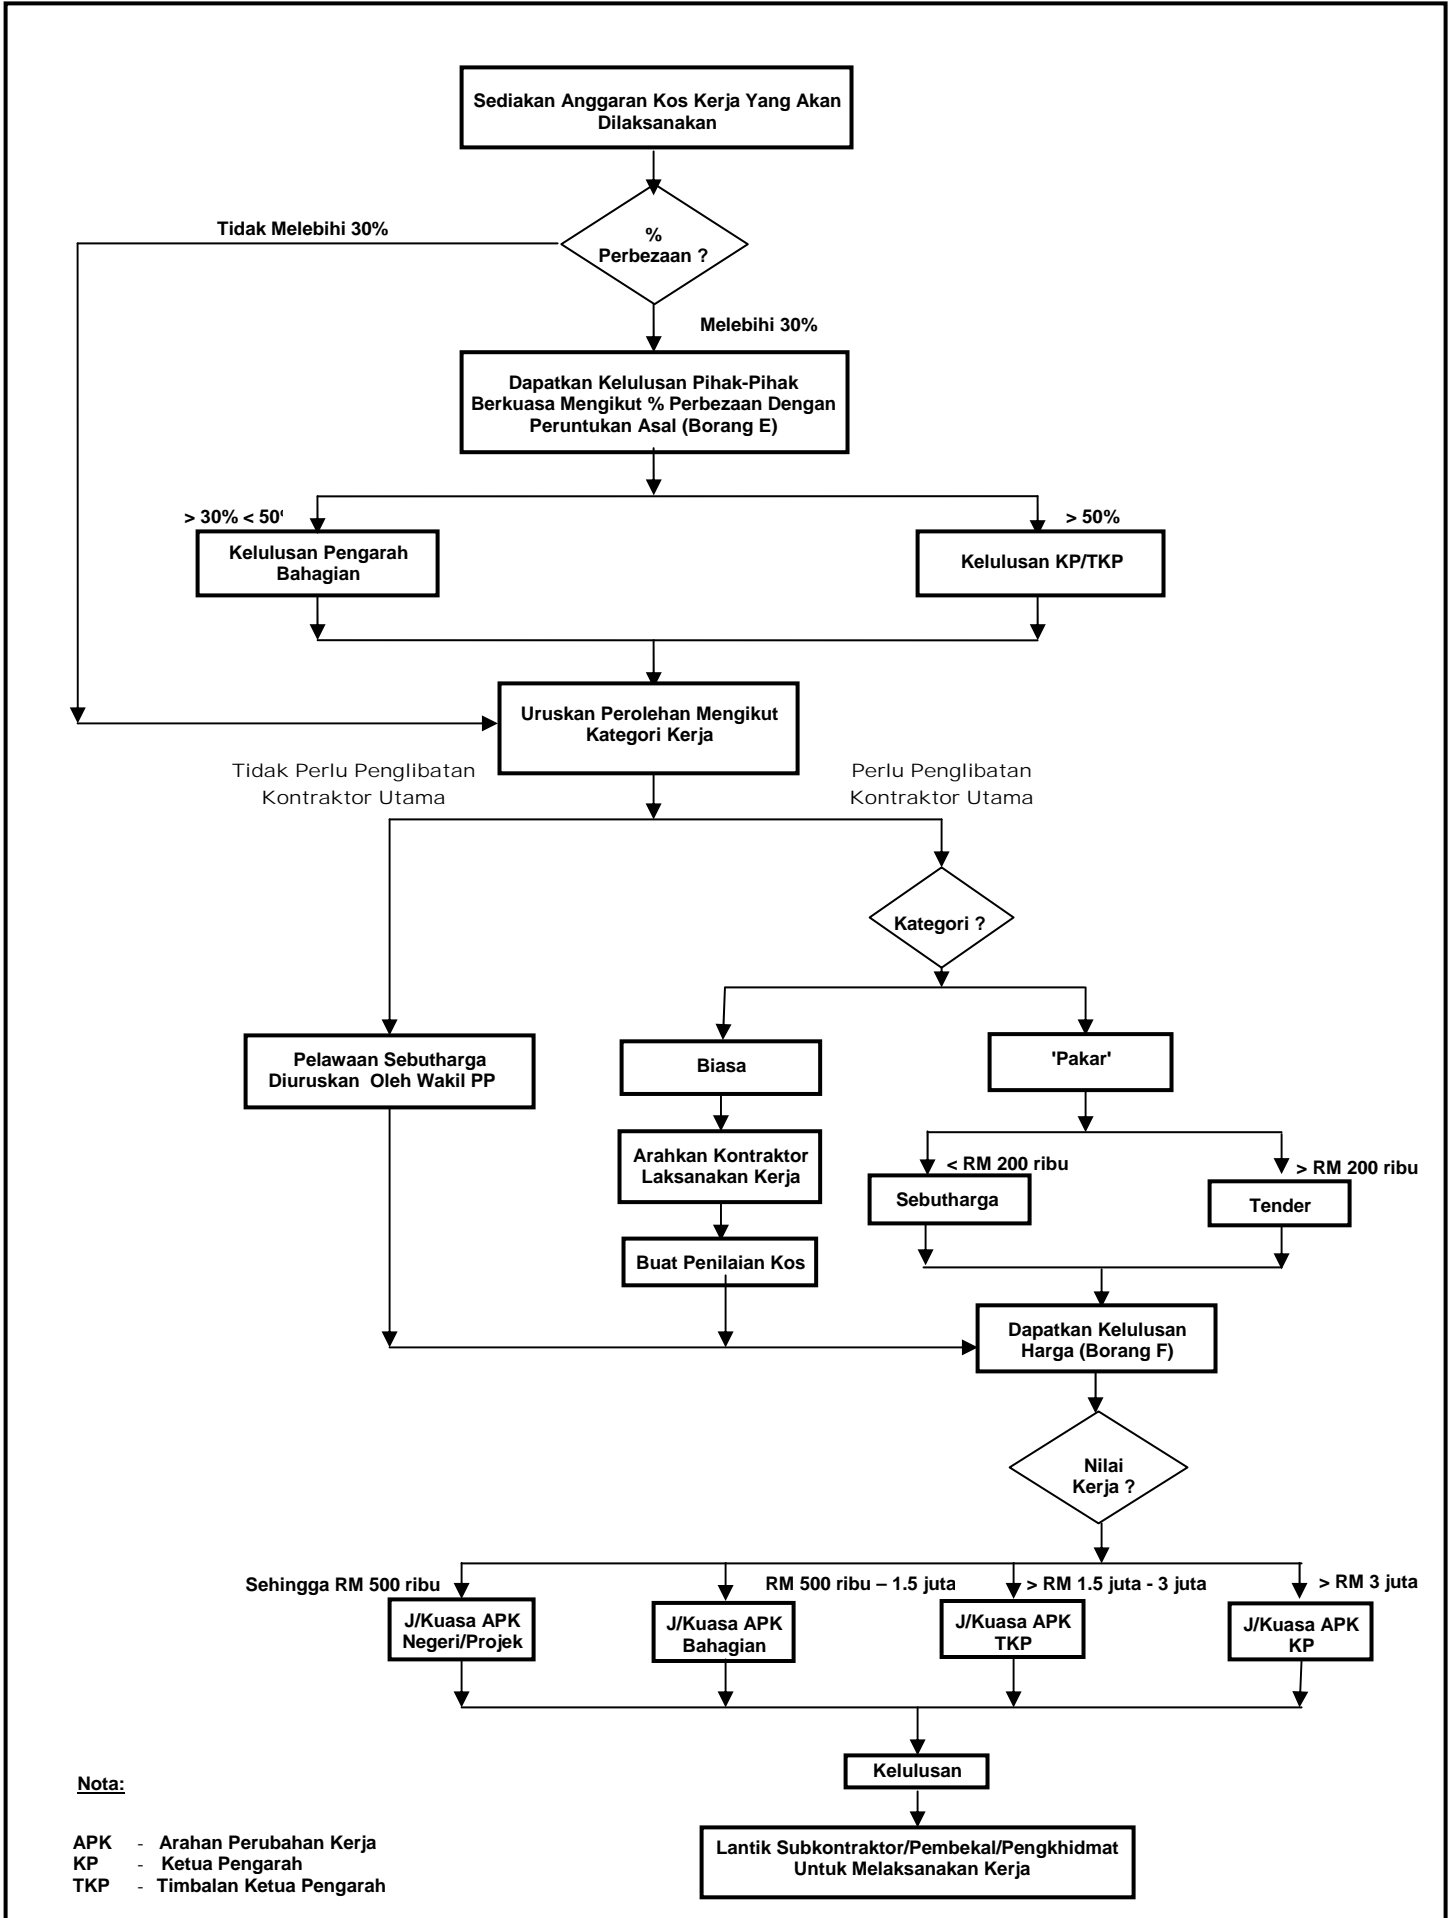 Sediakan Anggaran Kos Kerja Yang Akan
Dilaksanakan
Tidak Melebihi 30%
%
Perbezaan ?
Melebihi 30%
Dapatkan Kelulusan Pihak-Pihak
Berkuasa Mengikut % Perbezaan Dengan
Peruntukan Asal (Borang E)
> 30% < 50%
> 50%
Kelulusan Pengarah
Bahagian
Kelulusan KP/TKP
Uruskan Perolehan Mengikut
Kategori Kerja
Tidak Perlu Penglibatan
Kontraktor Utama
Perlu Penglibatan
Kontraktor Utama
Kategori ?
Pelawaan Sebutharga
Diuruskan Oleh Wakil PP
Biasa
'Pakar'
Arahkan Kontraktor
Laksanakan Kerja
< RM 200 ribu
> RM 200 ribu
Sebutharga
Tender
Buat Penilaian Kos
Dapatkan Kelulusan
Harga (Borang F)
Nilai
Kerja ?
Sehingga RM 500 ribu
RM 500 ribu – 1.5 juta
> RM 1.5 juta - 3 juta
> RM 3 juta
J/Kuasa APK
Negeri/Projek
J/Kuasa APK
Bahagian
J/Kuasa APK
TKP
J/Kuasa APK
KP
Kelulusan
Lantik Subkontraktor/Pembekal/Pengkhidmat
Untuk Melaksanakan Kerja
Nota:
APK - Arahan Perubahan Kerja
KP - Ketua Pengarah
TKP - Timbalan Ketua Pengarah